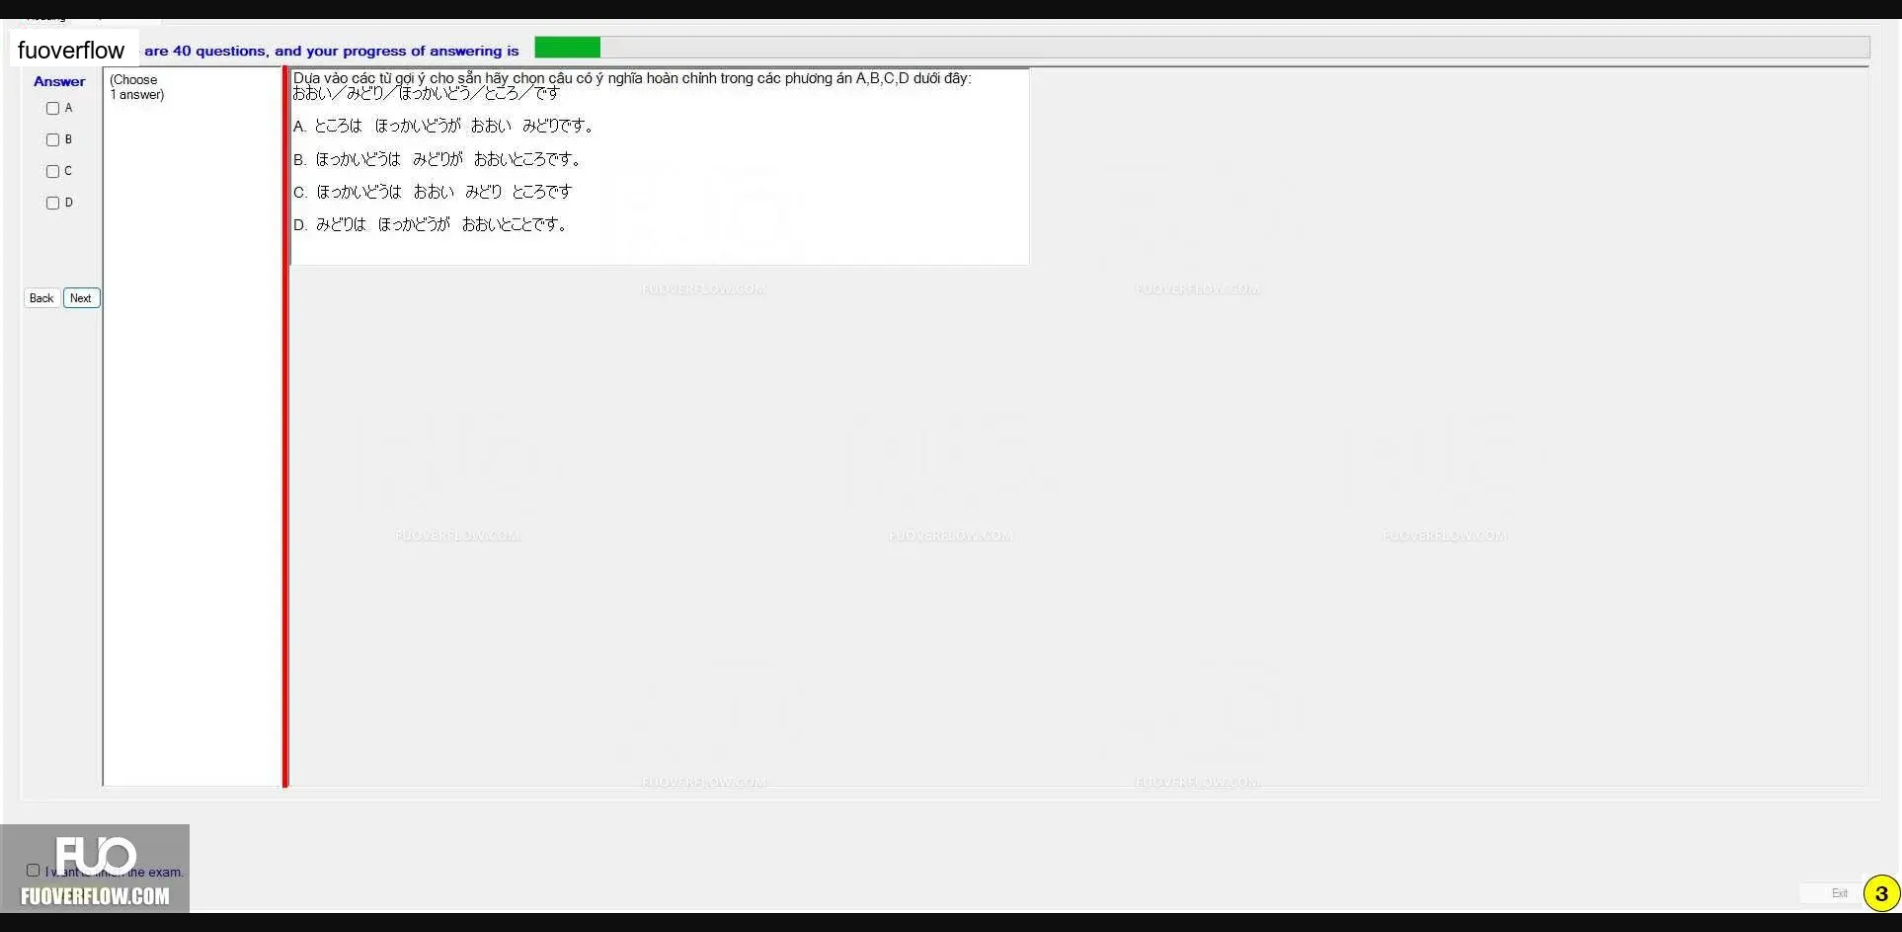 fuoverflow
are 40 questions, and your progress of answering is
Answer
A
B
C
D
Back
Next
(Choose
1 answer)
Dựa vào các từ gợi ý cho sẵn hãy chọn câu có ý nghĩa hoàn chỉnh trong các phương án A,B,C,D dưới đây:
おおい／みどり／ほっかいどう／ところ／です
A. ところは ほっかいどうが おおい みどりです。
B. ほっかいどうは みどりが おおいところです。
C. ほっかいどうは おおい みどり ところです
D. みどりは ほっかどうが おおいとことです。
FUOVERFLOW.COM
FUOVERFLOW.COM
FUOVERFLOW.COM
FUOVERFLOW.COM
FUOVERFLOW.COM
FUOVERFLOW.COM
FUOVERFLOW.COM
FUO
I want to finish the exam.
FUOVERFLOW.COM
Exit
3